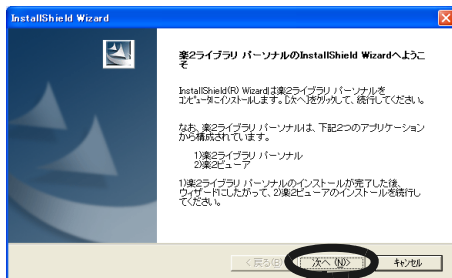 InstallShield Wizard
楽2ライブラリ パーソナルのInstallShield Wizardへようこ
そ
InstallShield(R) Wizardは楽2ライブラリ パーソナルを
コンピュータにインストールします。[次へ]をクリックして、続行してください。
なお、楽2ライブラリ パーソナルは、下記2つのアプリケーション
から構成されています。
1)楽2ライブラリ パーソナル
2)楽2ビューア
1)楽2ライブラリ パーソナルのインストールが完了した後、
ウィザードにしたがって、2)楽2ビューアのインストールを続行し
てください。
< 戻る(B) 次へ (N)> キャンセル